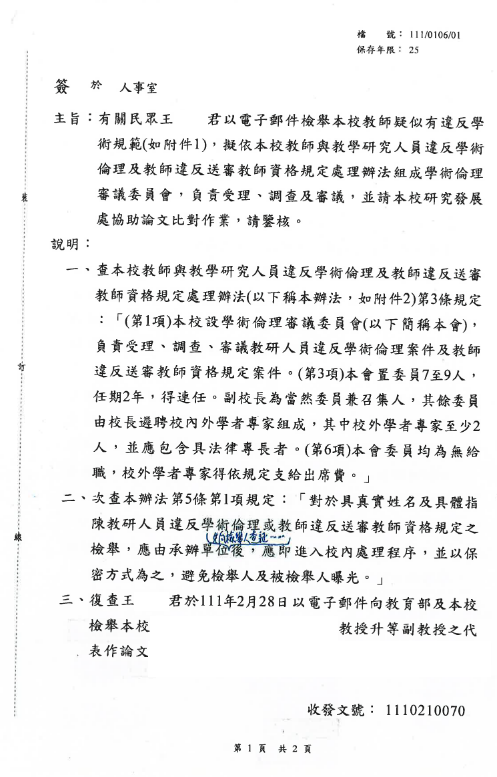 檔　　號：111/0106/01
保存年限：25
簽　於　人事室
主旨：有關民眾王　　君以電子郵件檢舉本校教師疑似有違反學
術規範(如附件1)，擬依本校教師與教學研究人員違反學術
倫理及教師違反送審教師資格規定處理辦法組成學術倫理
審議委員會，負責受理、調查及審議，並請本校研究發展
處協助論文比對作業，請鑒核。
說明：
一、查本校教師與教學研究人員違反學術倫理及教師違反送審
教師資格規定處理辦法(以下稱本辦法，如附件2)第3條規定
：「(第1項)本校設學術倫理審議委員會(以下簡稱本會)，
負責受理、調查、審議教研人員違反學術倫理案件及教師
違反送審教師資格規定案件。(第3項)本會置委員7至9人，
任期2年，得連任。副校長為當然委員兼召集人，其餘委員
由校長遴聘校內外學者專家組成，其中校外學者專家至少2
人，並應包含具法律專長者。(第6項)本會委員均為無給
職，校外學者專家得依規定支給出席費。」
二、次查本辦法第5條第1項規定：「對於具真實姓名及具體指
陳教研人員違反學術倫理或教師違反送審教師資格規定之
檢舉，應由承辦單位後，應即進入校內處理程序，並以保
密方式為之，避免檢舉人及被檢舉人曝光。」
三、復查王　　君於111年2月28日以電子郵件向教育部及本校
檢舉本校　　教授升等副教授之代
表作論文
裝
訂
線
收發文號：1110210070
第 1 頁　共 2 頁